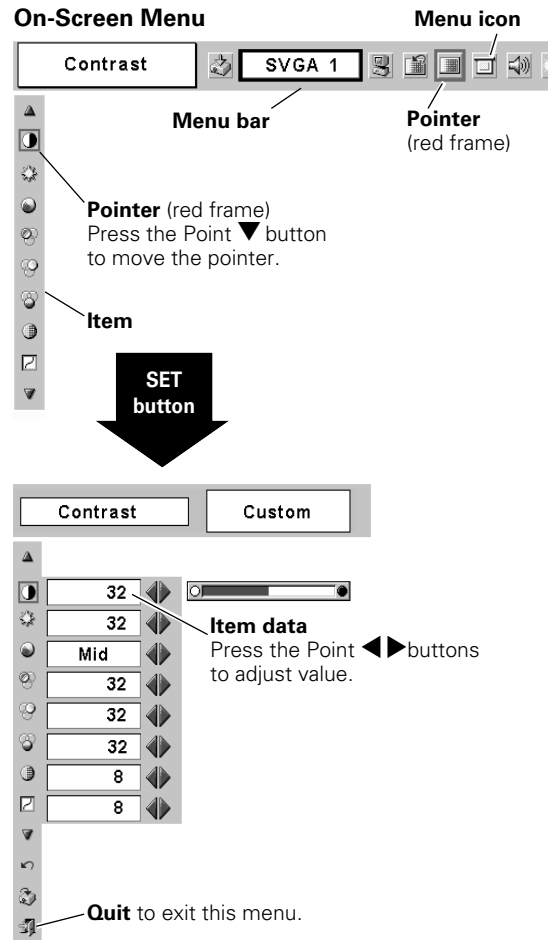 On-Screen Menu
Menu icon
Contrast
SVGA 1
Menu bar
Pointer
(red frame)
Pointer (red frame)
Press the Point ▼ button
to move the pointer.
Item
SET
button
Contrast
Custom
32
32
Mid
32
32
32
8
8
Item data
Press the Point ◀ ▶ buttons
to adjust value.
Quit to exit this menu.